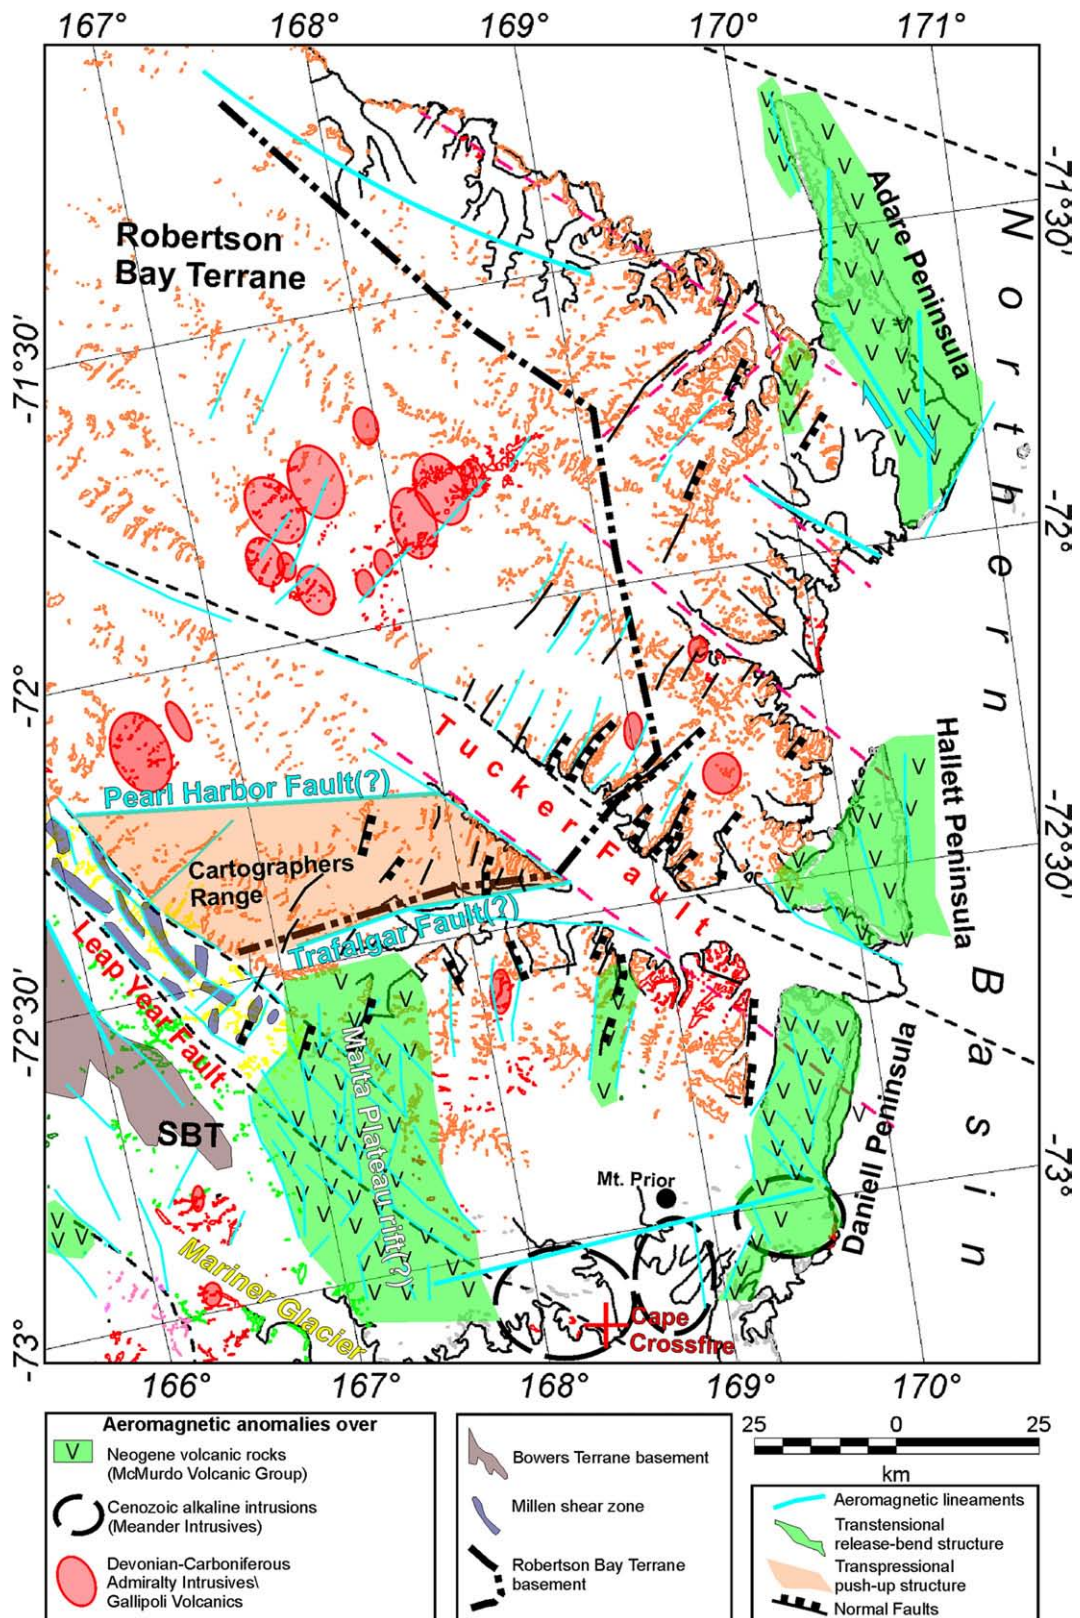 167° 168° 169° 170° 171°
-71°30'
-72°
-72°30'
-73°
-71°30'
-72°
-72°30'
-73°
Robertson
Bay Terrane
Adare Peninsula
Northern Basin
Hallett Peninsula
Tucker Fault
Pearl Harbor Fault(?)
Cartographers
Range
Trafalgar Fault(?)
Leap Year Fault
SBT
Malta Plateau rift(?)
Daniell Peninsula
Mt. Prior
Mariner Glacier
Cape
Crossfire
166° 167° 168° 169° 170°
Aeromagnetic anomalies over
V Neogene volcanic rocks
(McMurdo Volcanic Group)
Cenozoic alkaline intrusions
(Meander Intrusives)
Devonian-Carboniferous
Admiralty Intrusives\
Gallipoli Volcanics
Bowers Terrane basement
Millen shear zone
Robertson Bay Terrane
basement
25 0 25
km
Aeromagnetic lineaments
Transtensional
release-bend structure
Transpressional
push-up structure
Normal Faults